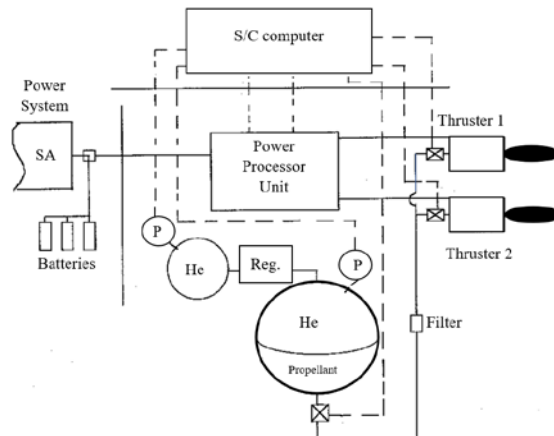 S/C computer
Power
System
Thruster 1
SA
Power
Processor
Unit
P
Batteries
He
Reg.
P
Thruster 2
He
Filter
Propellant